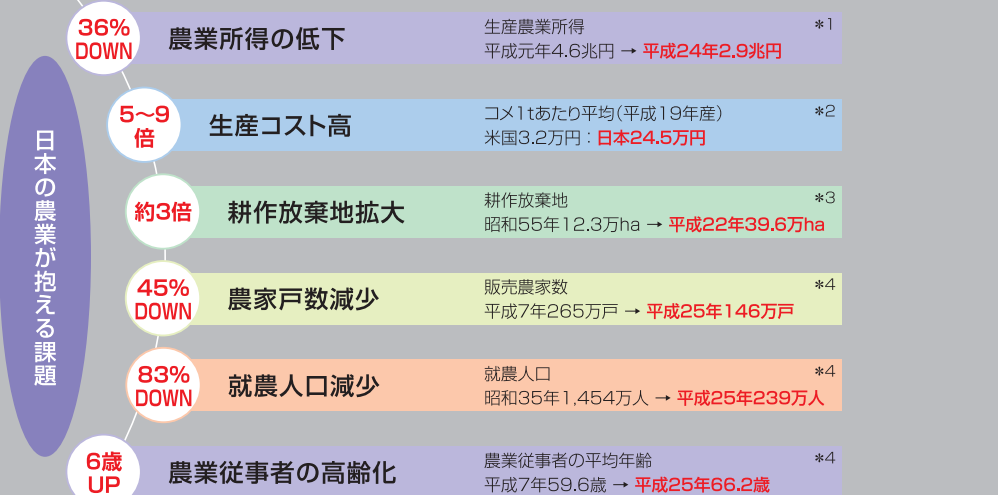 36%
DOWN
農業所得の低下
生産農業所得
*1
平成元年4.6兆円 → 平成24年2.9兆円
5〜9
倍
生産コスト高
コメ1tあたり平均(平成19年産)
*2
米国3.2万円：日本24.5万円
約3倍
耕作放棄地拡大
耕作放棄地
*3
昭和55年12.3万ha → 平成22年39.6万ha
日本の農業が抱える課題
45%
DOWN
農家戸数減少
販売農家数
*4
平成7年265万戸 → 平成25年146万戸
83%
DOWN
就農人口減少
就農人口
*4
昭和35年1,454万人 → 平成25年239万人
6歳
UP
農業従事者の高齢化
農業従事者の平均年齢
*4
平成7年59.6歳 → 平成25年66.2歳